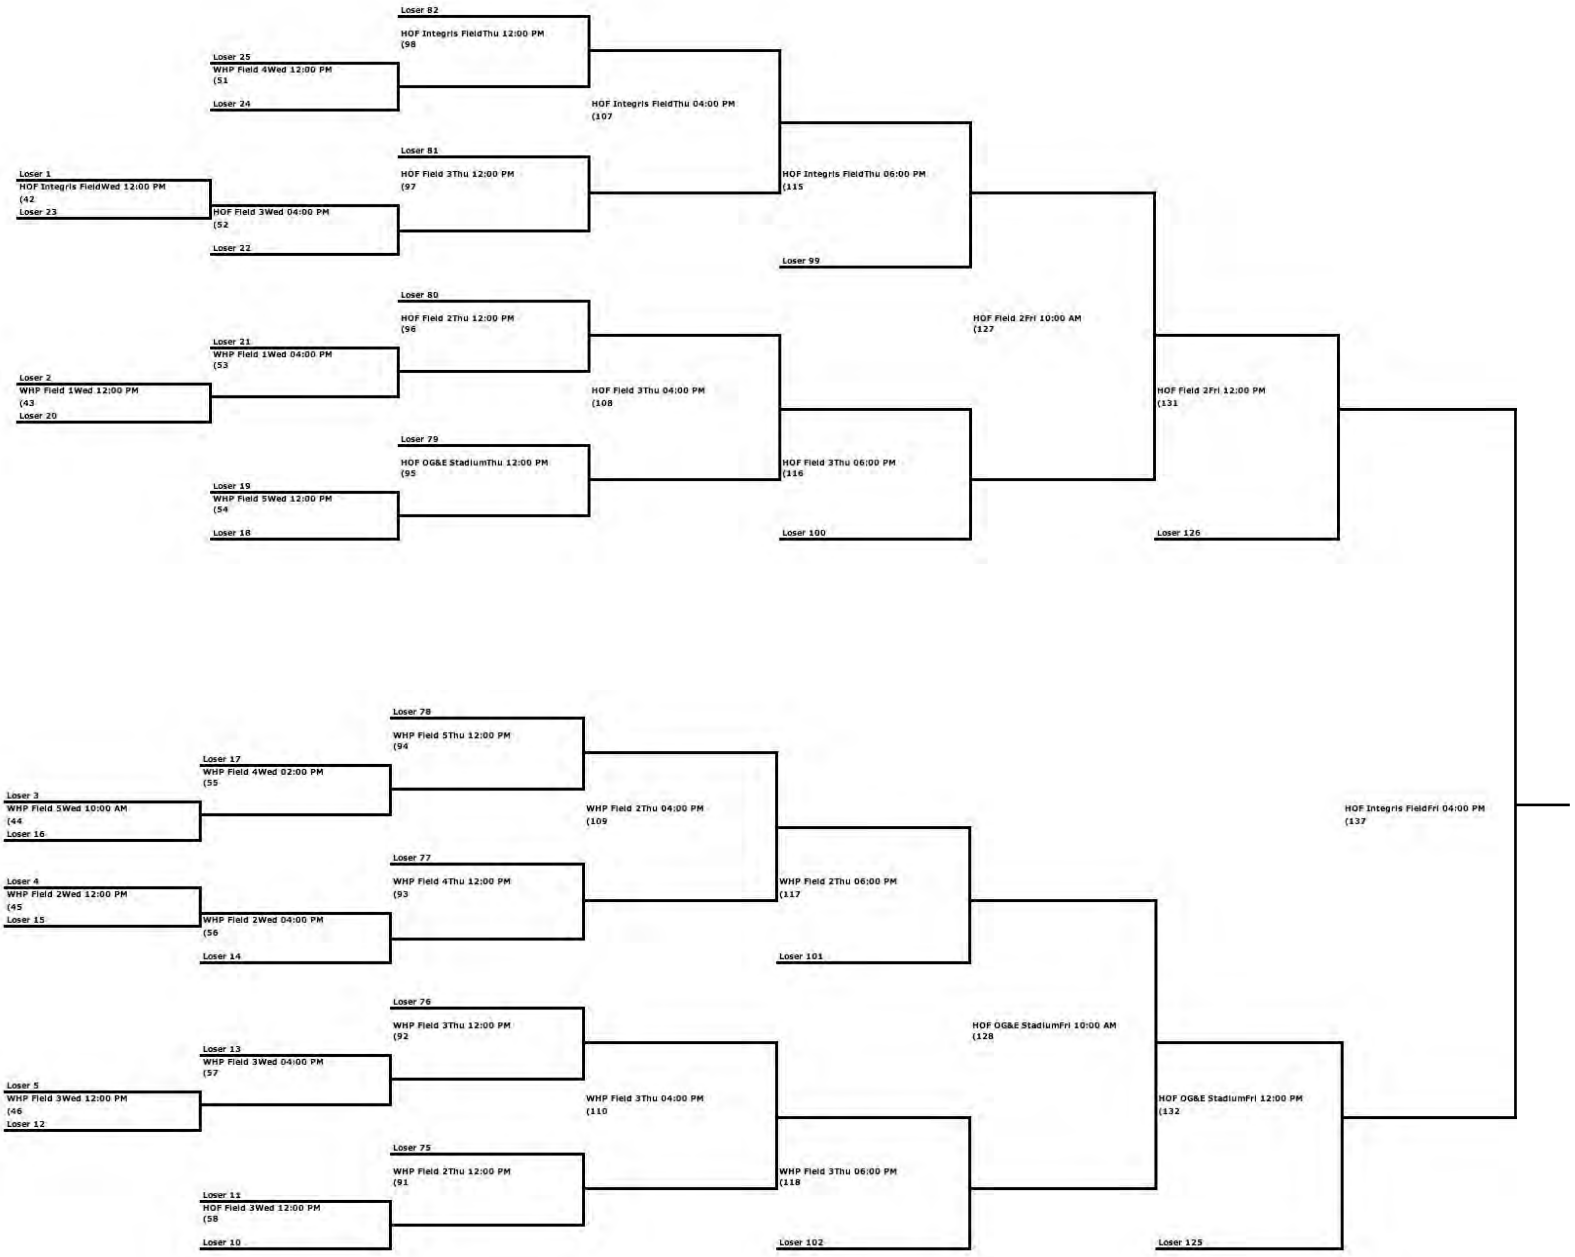 Loser 82
HOF Integris FieldThu 12:00 PM
(98
Loser 25
WHP Field 4Wed 12:00 PM
(51
Loser 24
HOF Integris FieldThu 04:00 PM
(107
Loser 81
HOF Field 3Thu 12:00 PM
(97
Loser 1
HOF Integris FieldWed 12:00 PM
(42
Loser 23
HOF Field 3Wed 04:00 PM
(52
Loser 22
HOF Integris FieldThu 06:00 PM
(115
Loser 99
Loser 80
HOF Field 2Thu 12:00 PM
(96
Loser 21
WHP Field 1Wed 04:00 PM
(53
Loser 2
WHP Field 1Wed 12:00 PM
(43
Loser 20
HOF Field 2Fri 10:00 AM
(127
HOF Field 3Thu 04:00 PM
(108
HOF Field 2Fri 12:00 PM
(131
Loser 79
HOF OG&E StadiumThu 12:00 PM
(95
Loser 19
WHP Field 5Wed 12:00 PM
(54
Loser 18
HOF Field 3Thu 06:00 PM
(116
Loser 100
Loser 126
Loser 78
WHP Field 5Thu 12:00 PM
(94
Loser 17
WHP Field 4Wed 02:00 PM
(55
Loser 3
WHP Field 5Wed 10:00 AM
(44
Loser 16
WHP Field 2Thu 04:00 PM
(109
HOF Integris FieldFri 04:00 PM
(137
Loser 77
WHP Field 4Thu 12:00 PM
(93
Loser 4
WHP Field 2Wed 12:00 PM
(45
Loser 15
WHP Field 2Wed 04:00 PM
(56
Loser 14
WHP Field 2Thu 06:00 PM
(117
Loser 101
Loser 76
WHP Field 3Thu 12:00 PM
(92
Loser 13
WHP Field 3Wed 04:00 PM
(57
Loser 5
WHP Field 3Wed 12:00 PM
(46
Loser 12
HOF OG&E StadiumFri 10:00 AM
(128
WHP Field 3Thu 04:00 PM
(110
HOF OG&E StadiumFri 12:00 PM
(132
Loser 75
WHP Field 2Thu 12:00 PM
(91
Loser 11
HOF Field 3Wed 12:00 PM
(58
Loser 10
WHP Field 3Thu 06:00 PM
(118
Loser 102
Loser 125